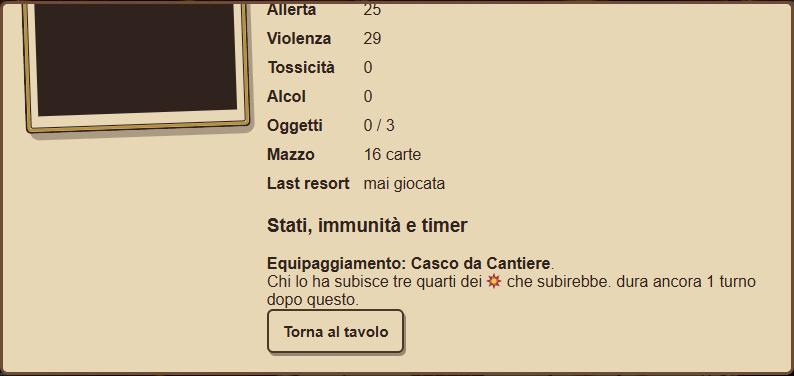 Allerta 25
Violenza 29
Tossicità 0
Alcol 0
Oggetti 0 / 3
Mazzo 16 carte
Last resort mai giocata
Stati, immunità e timer
Equipaggiamento: Casco da Cantiere.
Chi lo ha subisce tre quarti dei 💥 che subirebbe. dura ancora 1 turno
dopo questo.
Torna al tavolo